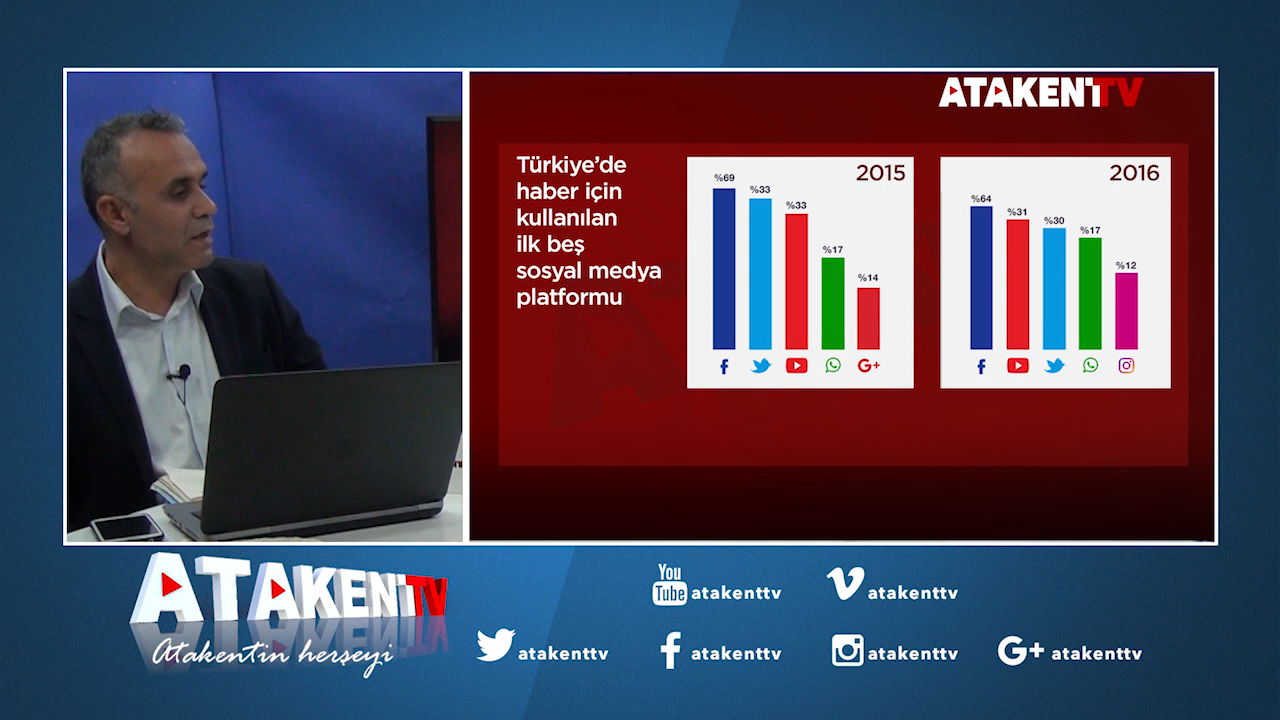 ATAKENTTV
Türkiye'de
haber için
kullanılan
ilk beş
sosyal medya
platformu
2015
%69
%33
%33
%17
%14
2016
%64
%31
%30
%17
%12
ATAKENTTV
Atakentin herşeyi
You
Tube atakenttv
atakenttv
atakenttv
atakenttv
atakenttv
G+ atakenttv